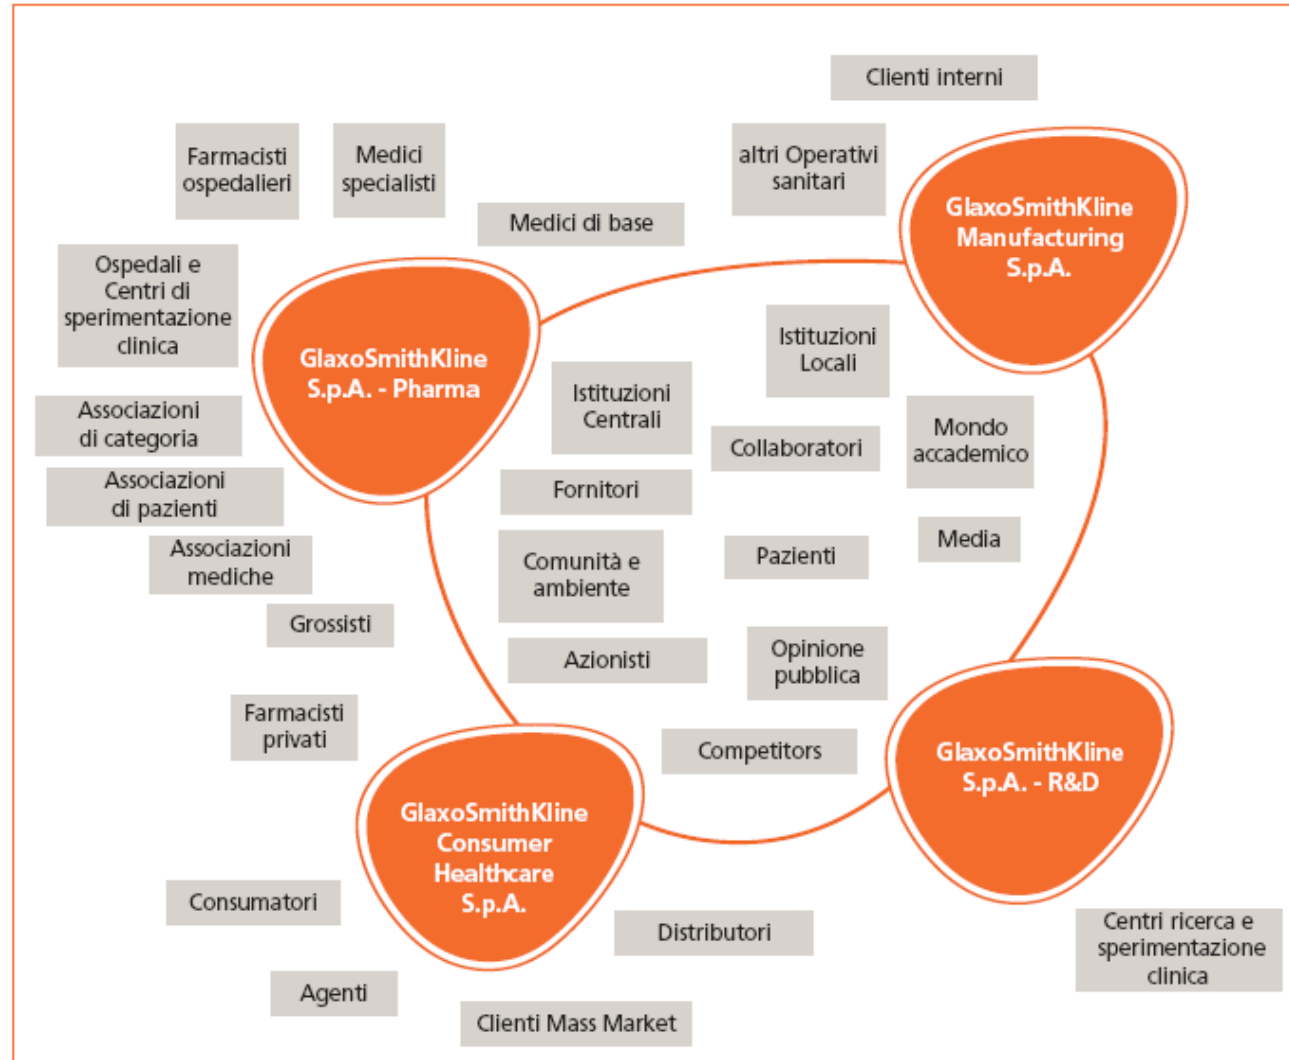 Clienti interni
Farmacisti
ospedalieri
Medici
specialisti
altri Operativi
sanitari
Medici di base
GlaxoSmithKline
Manufacturing
S.p.A.
Ospedali e
Centri di
sperimentazione
clinica
GlaxoSmithKline
S.p.A. - Pharma
Istituzioni
Locali
Istituzioni
Centrali
Associazioni
di categoria
Collaboratori
Mondo
accademico
Associazioni
di pazienti
Fornitori
Associazioni
mediche
Comunità e
ambiente
Pazienti
Media
Grossisti
Azionisti
Opinione
pubblica
Farmacisti
privati
Competitors
GlaxoSmithKline
S.p.A. - R&D
GlaxoSmithKline
Consumer
Healthcare
S.p.A.
Consumatori
Distributori
Centri ricerca e
sperimentazione
clinica
Agenti
Clienti Mass Market